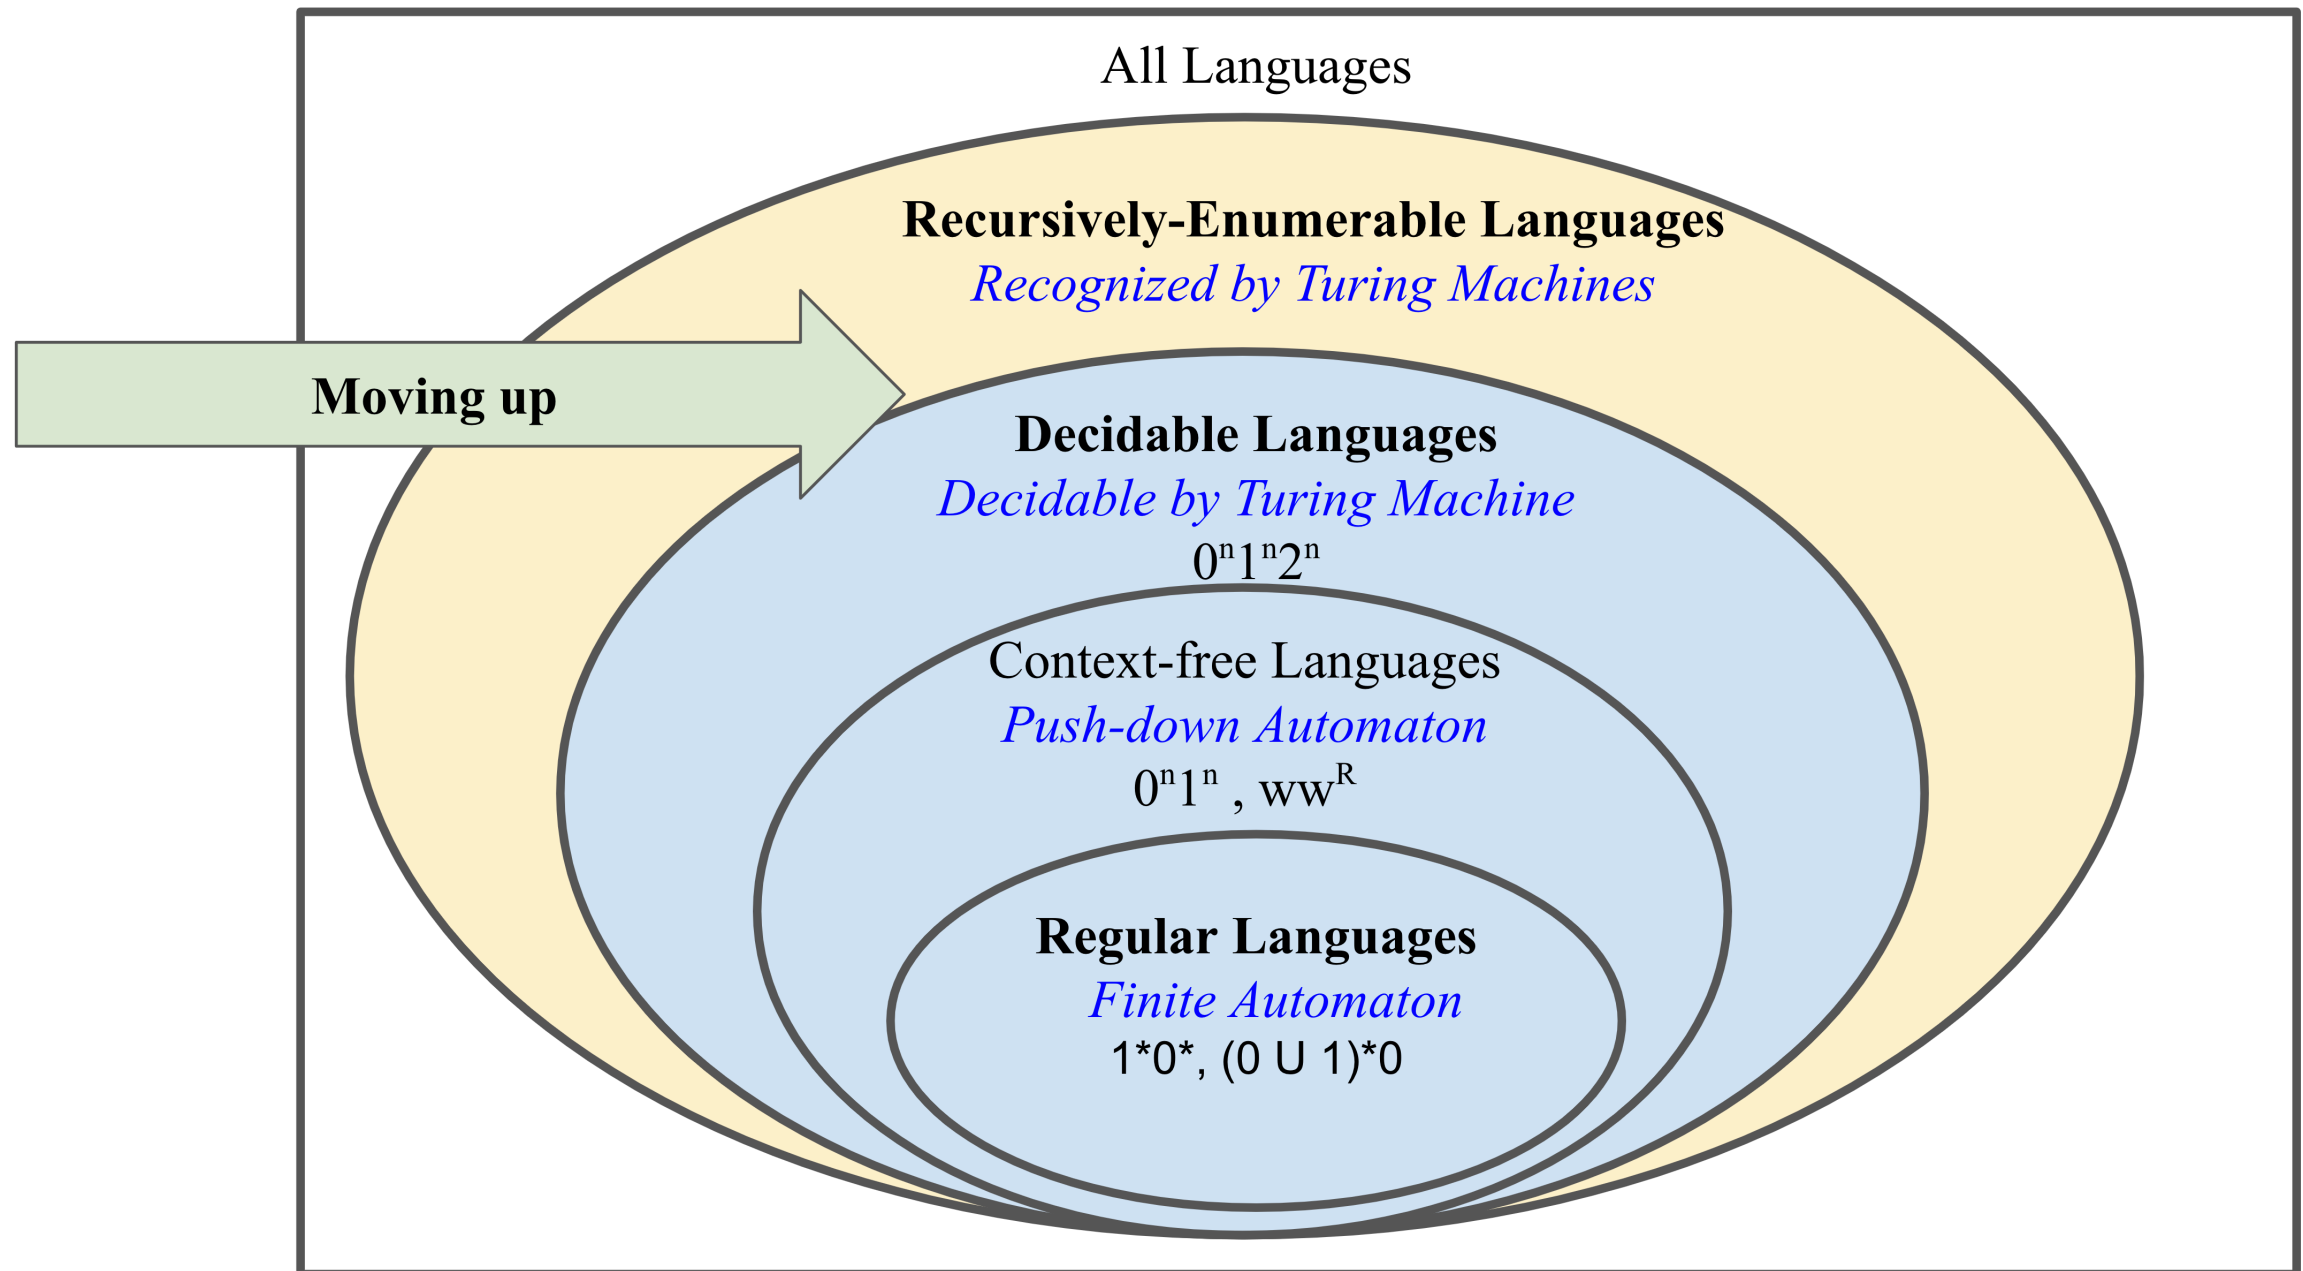 All Languages
Recursively-Enumerable Languages
Recognized by Turing Machines
Moving up
Decidable Languages
Decidable by Turing Machine
0ⁿ1ⁿ2ⁿ
Context-free Languages
Push-down Automaton
0ⁿ1ⁿ , wwᴿ
Regular Languages
Finite Automaton
1*0*, (0 U 1)*0